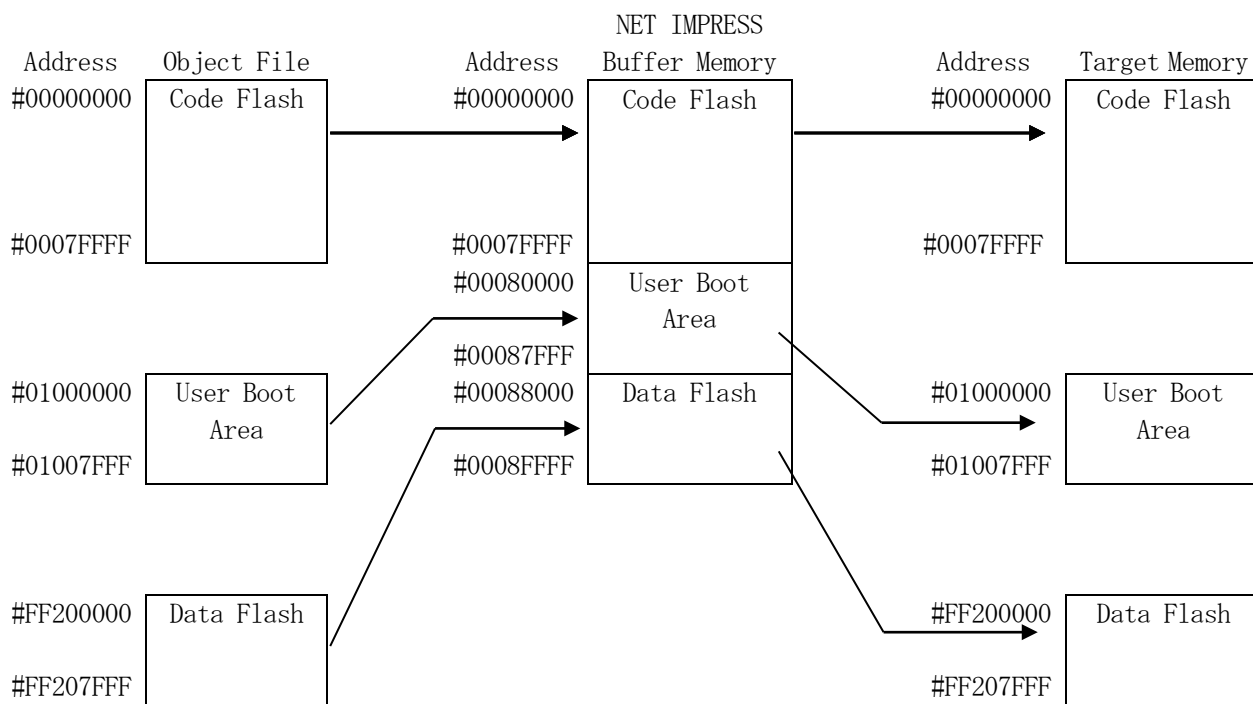 NET IMPRESS
Address Object File Address Buffer Memory Address Target Memory
#00000000 Code Flash #00000000 Code Flash #00000000 Code Flash
#0007FFFF #0007FFFF #0007FFFF
#00080000 User Boot
Area
#00087FFF
#01000000 User Boot #00088000 Data Flash #01000000 User Boot
Area Area
#01007FFF #0008FFFF #01007FFF
#FF200000 Data Flash #FF200000 Data Flash
#FF207FFF #FF207FFF